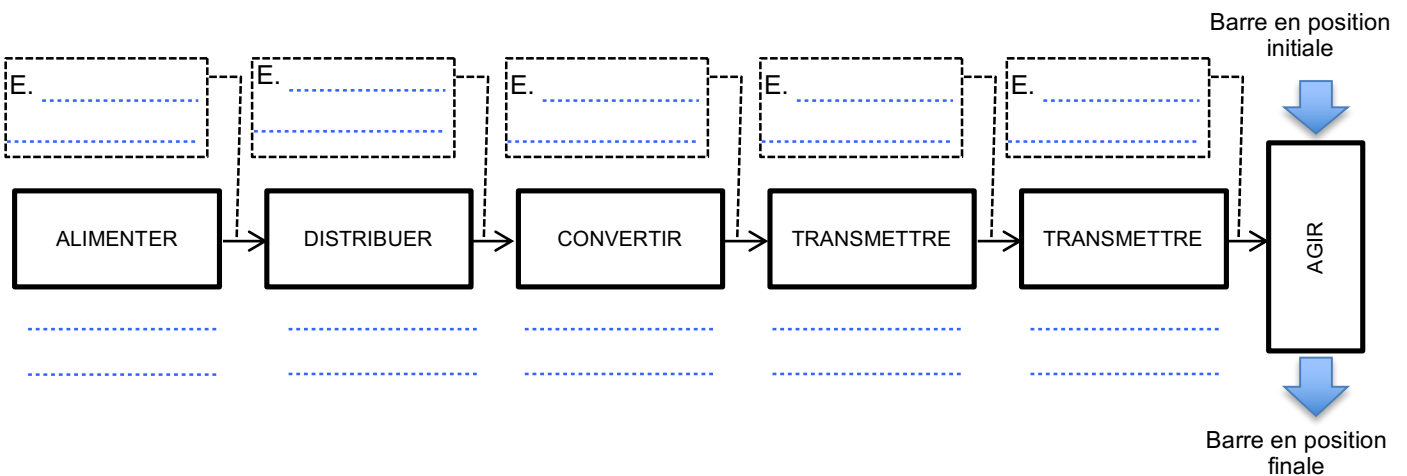 Barre en position
initiale
E.
E.
E.
E.
E.
ALIMENTER
DISTRIBUER
CONVERTIR
TRANSMETTRE
TRANSMETTRE
AGIR
Barre en position
finale